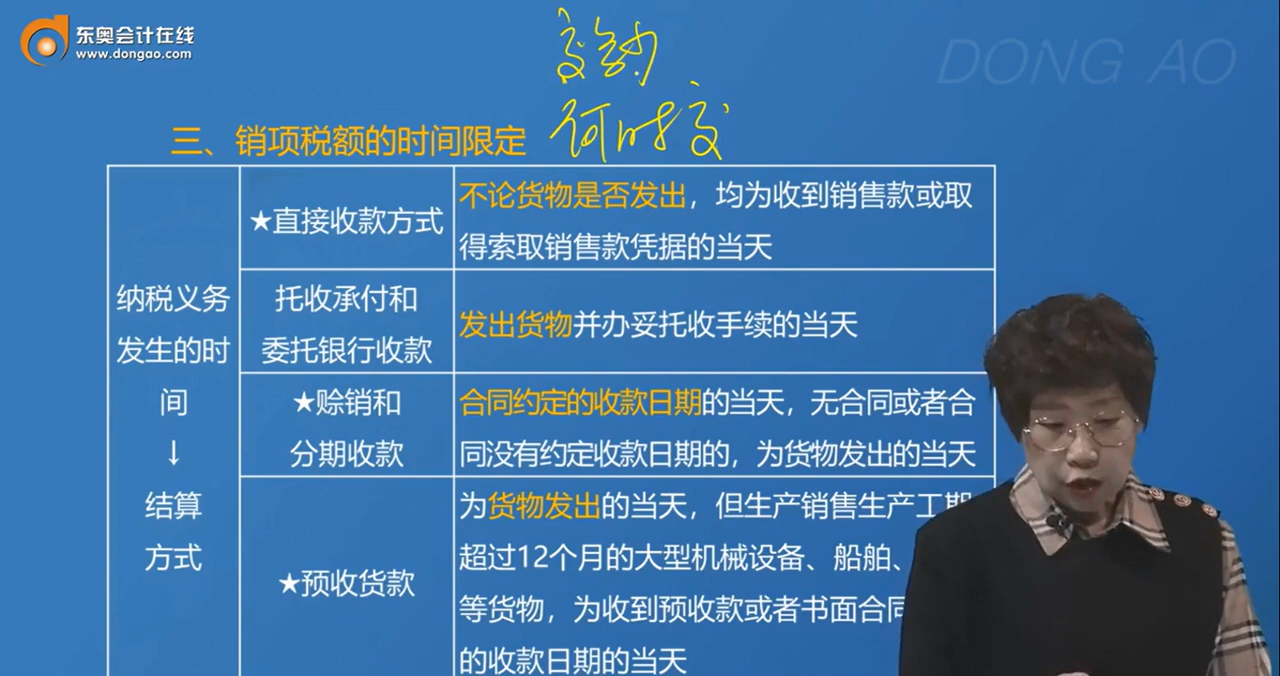 东奥会计在线
www.dongao.com
DONG AO
何时交
三、销项税额的时间限定
纳税义务
发生的时
间
↓
结算
方式
★直接收款方式
不论货物是否发出，均为收到销售款或取
得索取销售款凭据的当天
托收承付和
委托银行收款
发出货物并办妥托收手续的当天
★赊销和
分期收款
合同约定的收款日期的当天，无合同或者合
同没有约定收款日期的，为货物发出的当天
★预收货款
为货物发出的当天，但生产销售生产工期
超过12个月的大型机械设备、船舶、
等货物，为收到预收款或者书面合同
的收款日期的当天